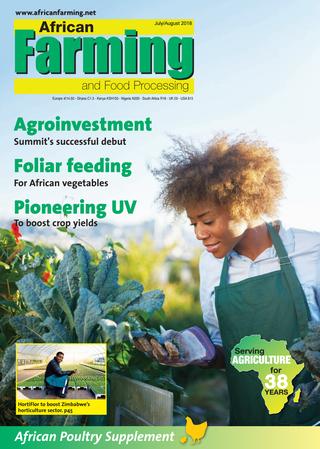 www.africanfarming.net
July/August 2018
African
Farming
and Food Processing
Agroinvestment
Summit's successful debut
Foliar feeding
For African vegetables
Pioneering UV
To boost crop yields
Serving
AGRICULTURE
for
38
YEARS
HortiFlor to boost Zimbabwe's
horticulture sector. p45
African Poultry Supplement